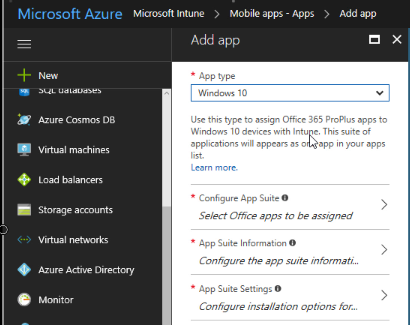 Microsoft Azure Microsoft Intune > Mobile apps - Apps > Add app
Add app
New
SQL databases
Azure Cosmos DB
Virtual machines
Load balancers
Storage accounts
Virtual networks
Azure Active Directory
Monitor
* App type
Windows 10
Use this type to assign Office 365 ProPlus apps to
Windows 10 devices with Intune. This suite of
applications will appears as one app in your apps
list.
Learn more.
* Configure App Suite
Select Office apps to be assigned
* App Suite Information
Configure the app suite informati...
* App Suite Settings
Configure installation options for...